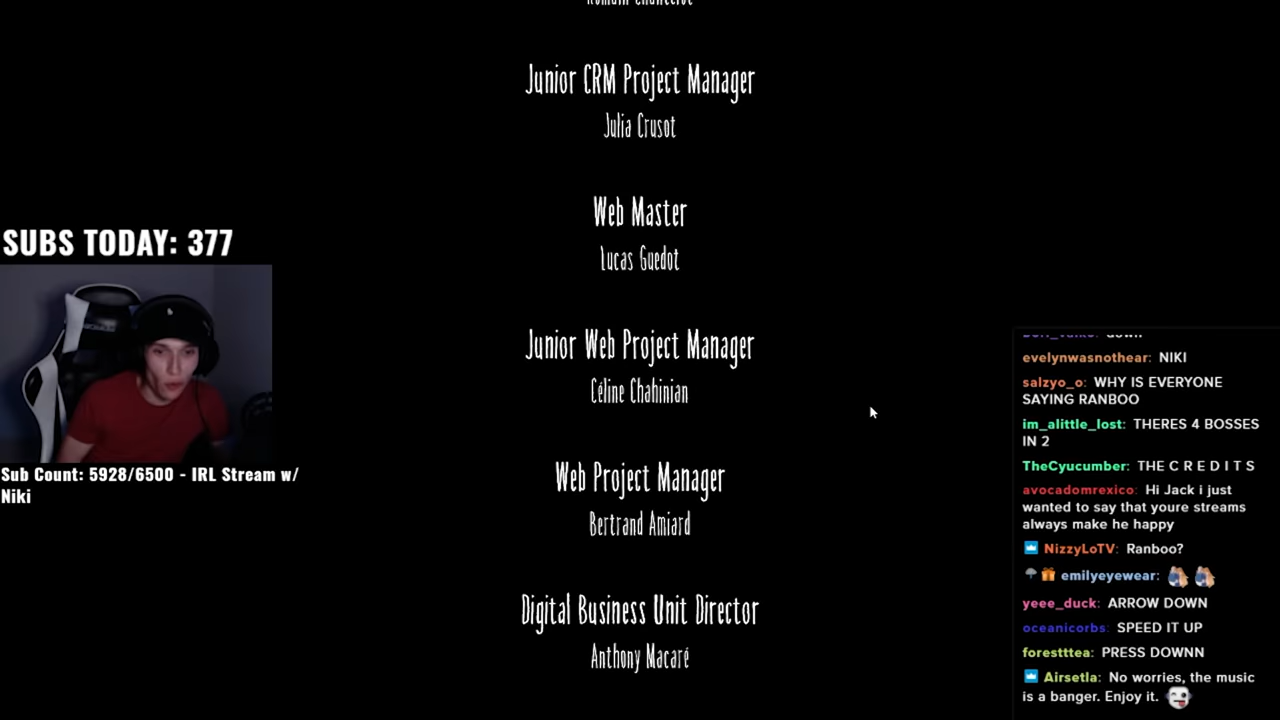 Junior CRM Project Manager
Julia Crusot
Web Master
Lucas Guedot
Junior Web Project Manager
Céline Chahinian
Web Project Manager
Bertrand Amiard
Digital Business Unit Director
Anthony Macaré
SUBS TODAY: 377
Sub Count: 5928/6500 - IRL Stream w/
Niki
evelynwasnothear: NIKI
salzyo_o: WHY IS EVERYONE
SAYING RANBOO
im_alittle_lost: THERES 4 BOSSES
IN 2
TheCyucumber: THE C R E D I T S
avocadomrexico: Hi Jack i just
wanted to say that youre streams
always make he happy
NizzyLoTV: Ranboo?
emilyeyewear:
yeee_duck: ARROW DOWN
oceanicorbs: SPEED IT UP
forestttea: PRESS DOWNN
Airsetla: No worries, the music
is a banger. Enjoy it.